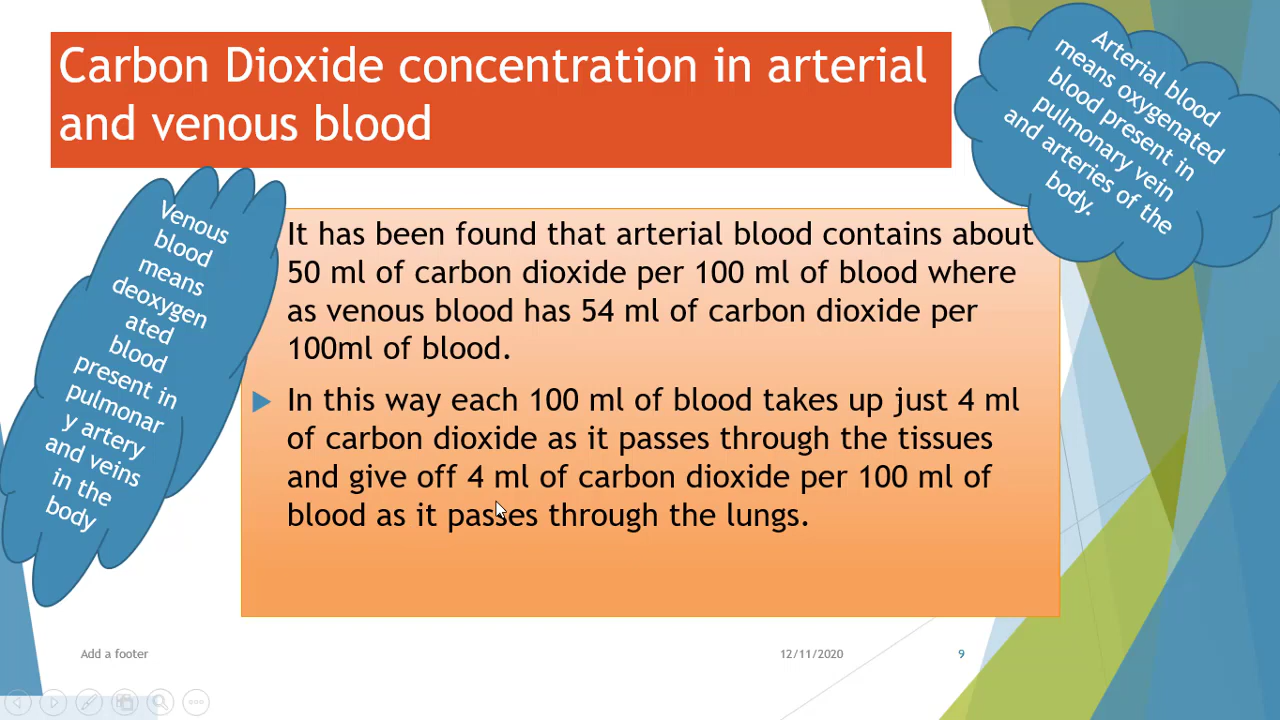 Carbon Dioxide concentration in arterial
and venous blood
Arterial blood
means oxygenated
blood present in
pulmonary vein
and arteries of the
body.
Venous
blood
means
deoxygen
ated
blood
present in
pulmonar
y artery
and veins
in the
body
It has been found that arterial blood contains about
50 ml of carbon dioxide per 100 ml of blood where
as venous blood has 54 ml of carbon dioxide per
100ml of blood.
In this way each 100 ml of blood takes up just 4 ml
of carbon dioxide as it passes through the tissues
and give off 4 ml of carbon dioxide per 100 ml of
blood as it passes through the lungs.
Add a footer
12/11/2020
9